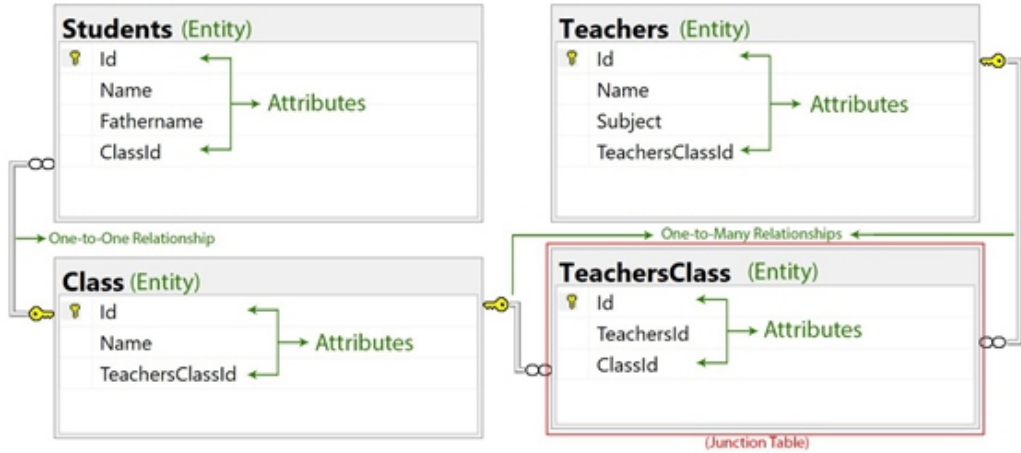 Students (Entity)
Id
Name
Fathername
ClassId
Attributes
Teachers (Entity)
Id
Name
Subject
TeachersClassId
Attributes
One-to-One Relationship
One-to-Many Relationships
Class (Entity)
Id
Name
TeachersClassId
Attributes
TeachersClass (Entity)
Id
TeachersId
ClassId
Attributes
(Junction Table)